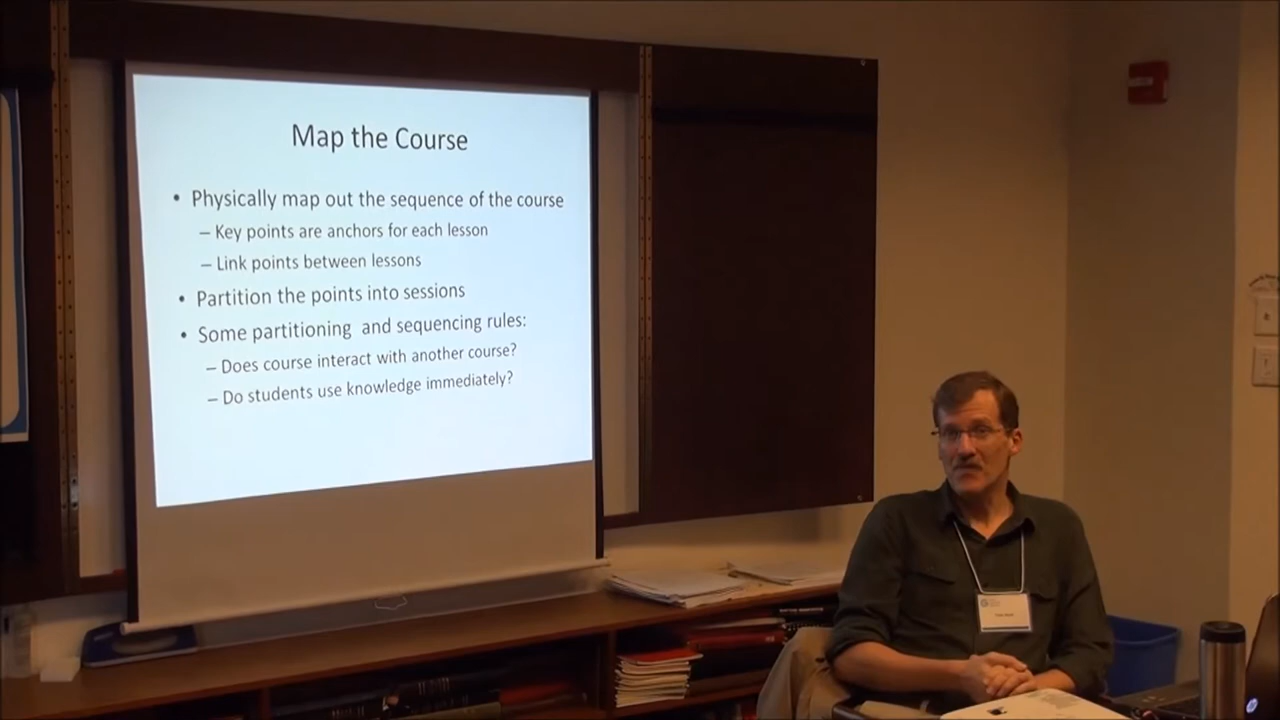 Map the Course
• Physically map out the sequence of the course
– Key points are anchors for each lesson
– Link points between lessons
• Partition the points into sessions
• Some partitioning and sequencing rules:
– Does course interact with another course?
– Do students use knowledge immediately?